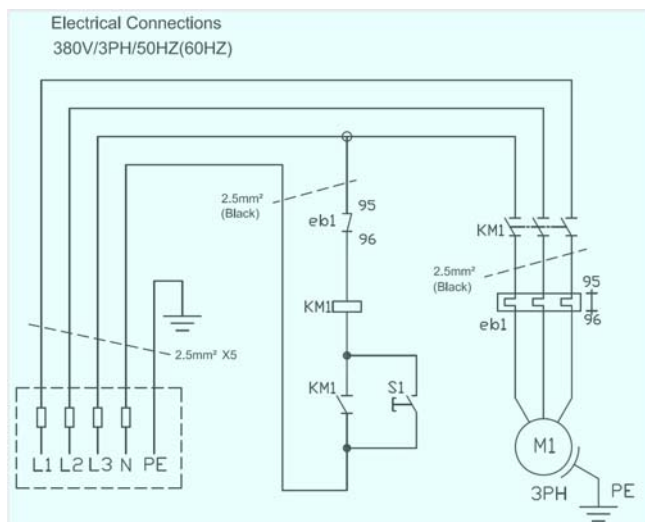 Electrical Connections
380V/3PH/50HZ(60HZ)
2.5mm²
(Black)
95
eb1
96
KM1
2.5mm²
(Black)
95
KM1
eb1
96
2.5mm² X5
KM1
S1
L1 L2 L3 N PE
M1
3PH
PE